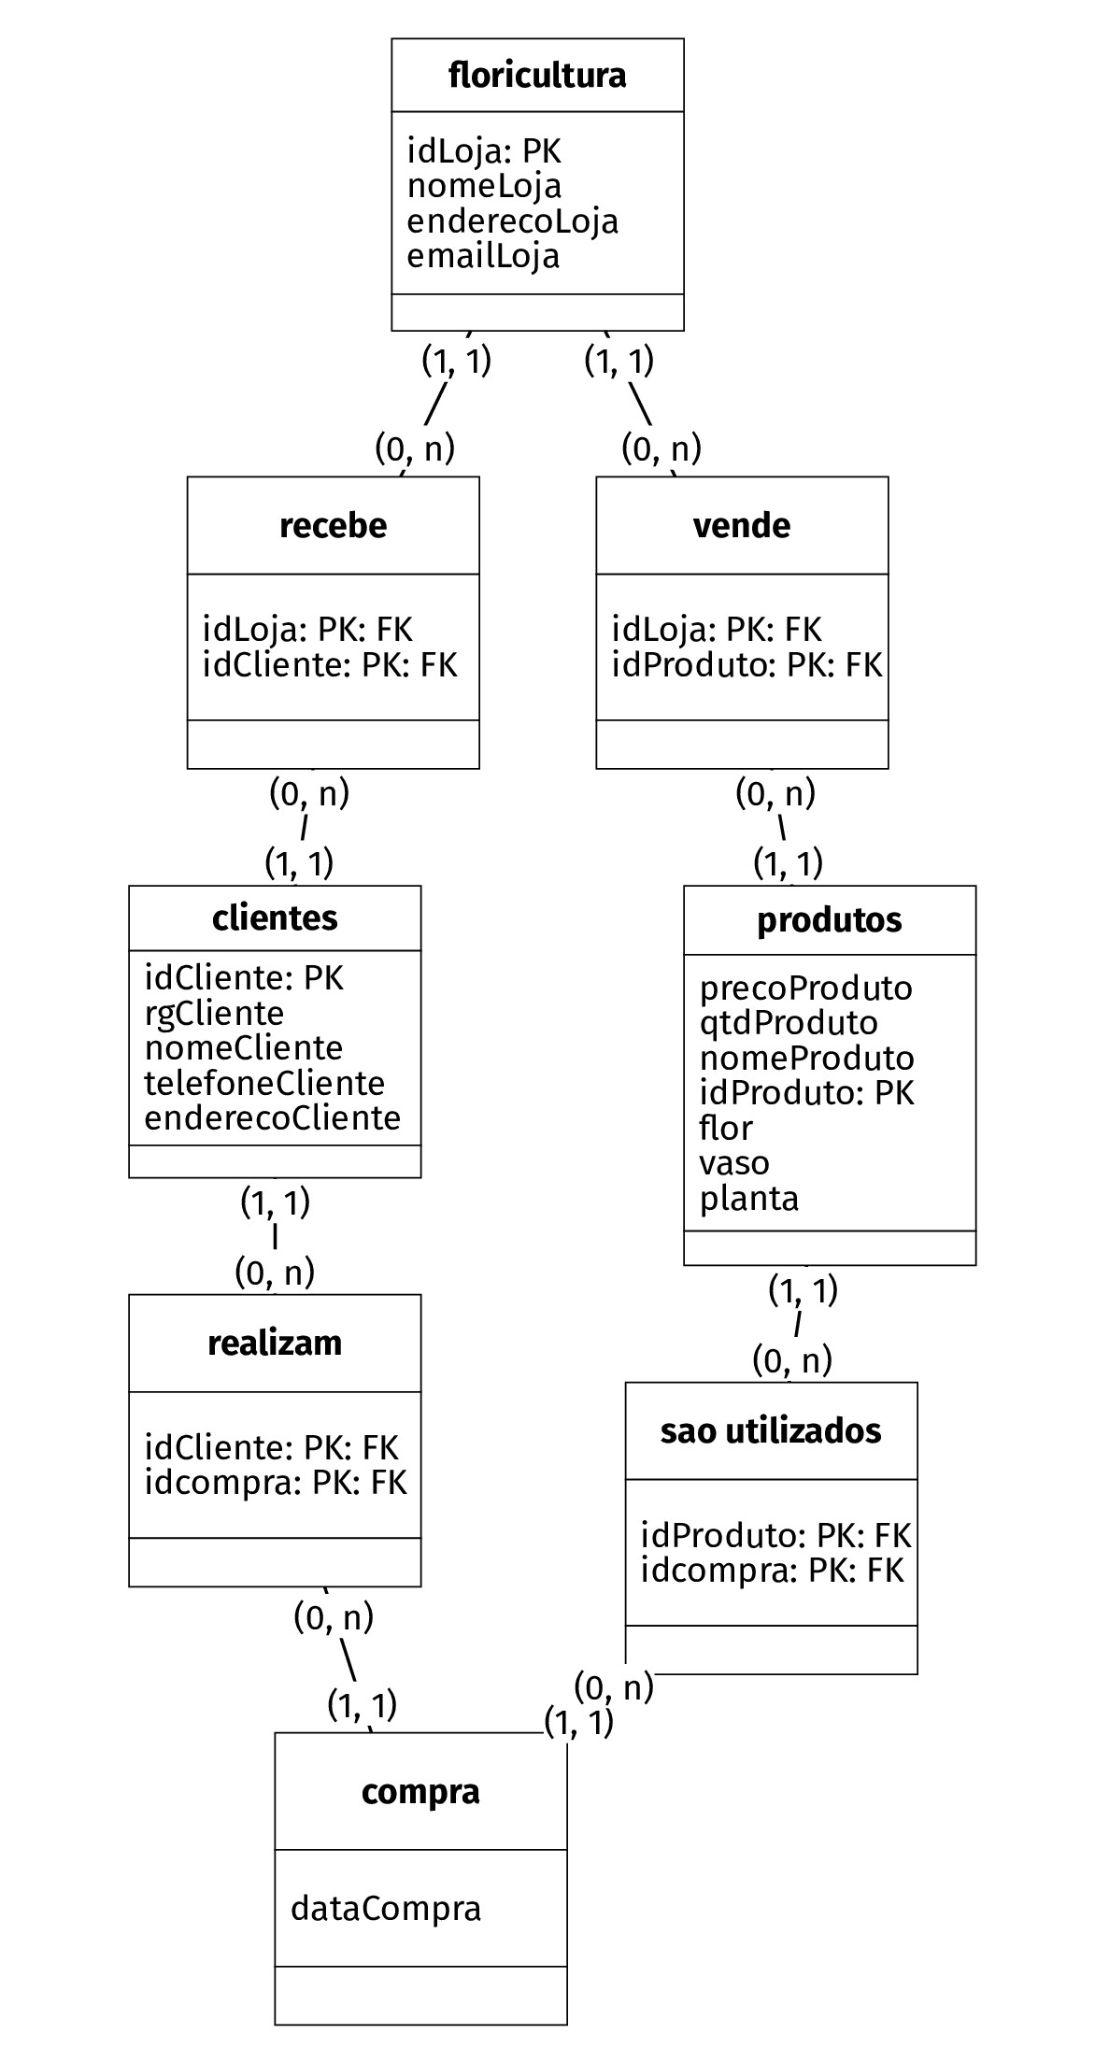 floricultura
idLoja: PK
nomeLoja
enderecoLoja
emailLoja
(1, 1)
(1, 1)
(0, n)
(0, n)
recebe
idLoja: PK: FK
idCliente: PK: FK
vende
idLoja: PK: FK
idProduto: PK: FK
(0, n)
(0, n)
(1, 1)
(1, 1)
clientes
idCliente: PK
rgCliente
nomeCliente
telefoneCliente
enderecoCliente
produtos
precoProduto
qtdProduto
nomeProduto
idProduto: PK
flor
vaso
planta
(1, 1)
(0, n)
(1, 1)
(0, n)
realizam
idCliente: PK: FK
idcompra: PK: FK
sao utilizados
idProduto: PK: FK
idcompra: PK: FK
(0, n)
(1, 1)
(0, n)
(1, 1)
compra
dataCompra